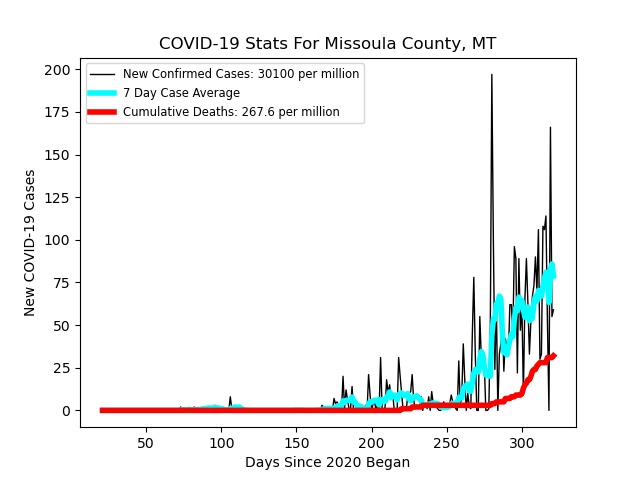 COVID-19 Stats For Missoula County, MT
New Confirmed Cases: 30100 per million
7 Day Case Average
Cumulative Deaths: 267.6 per million
200
175
150
125
100
75
50
25
0
New COVID-19 Cases
50 100 150 200 250 300
Days Since 2020 Began